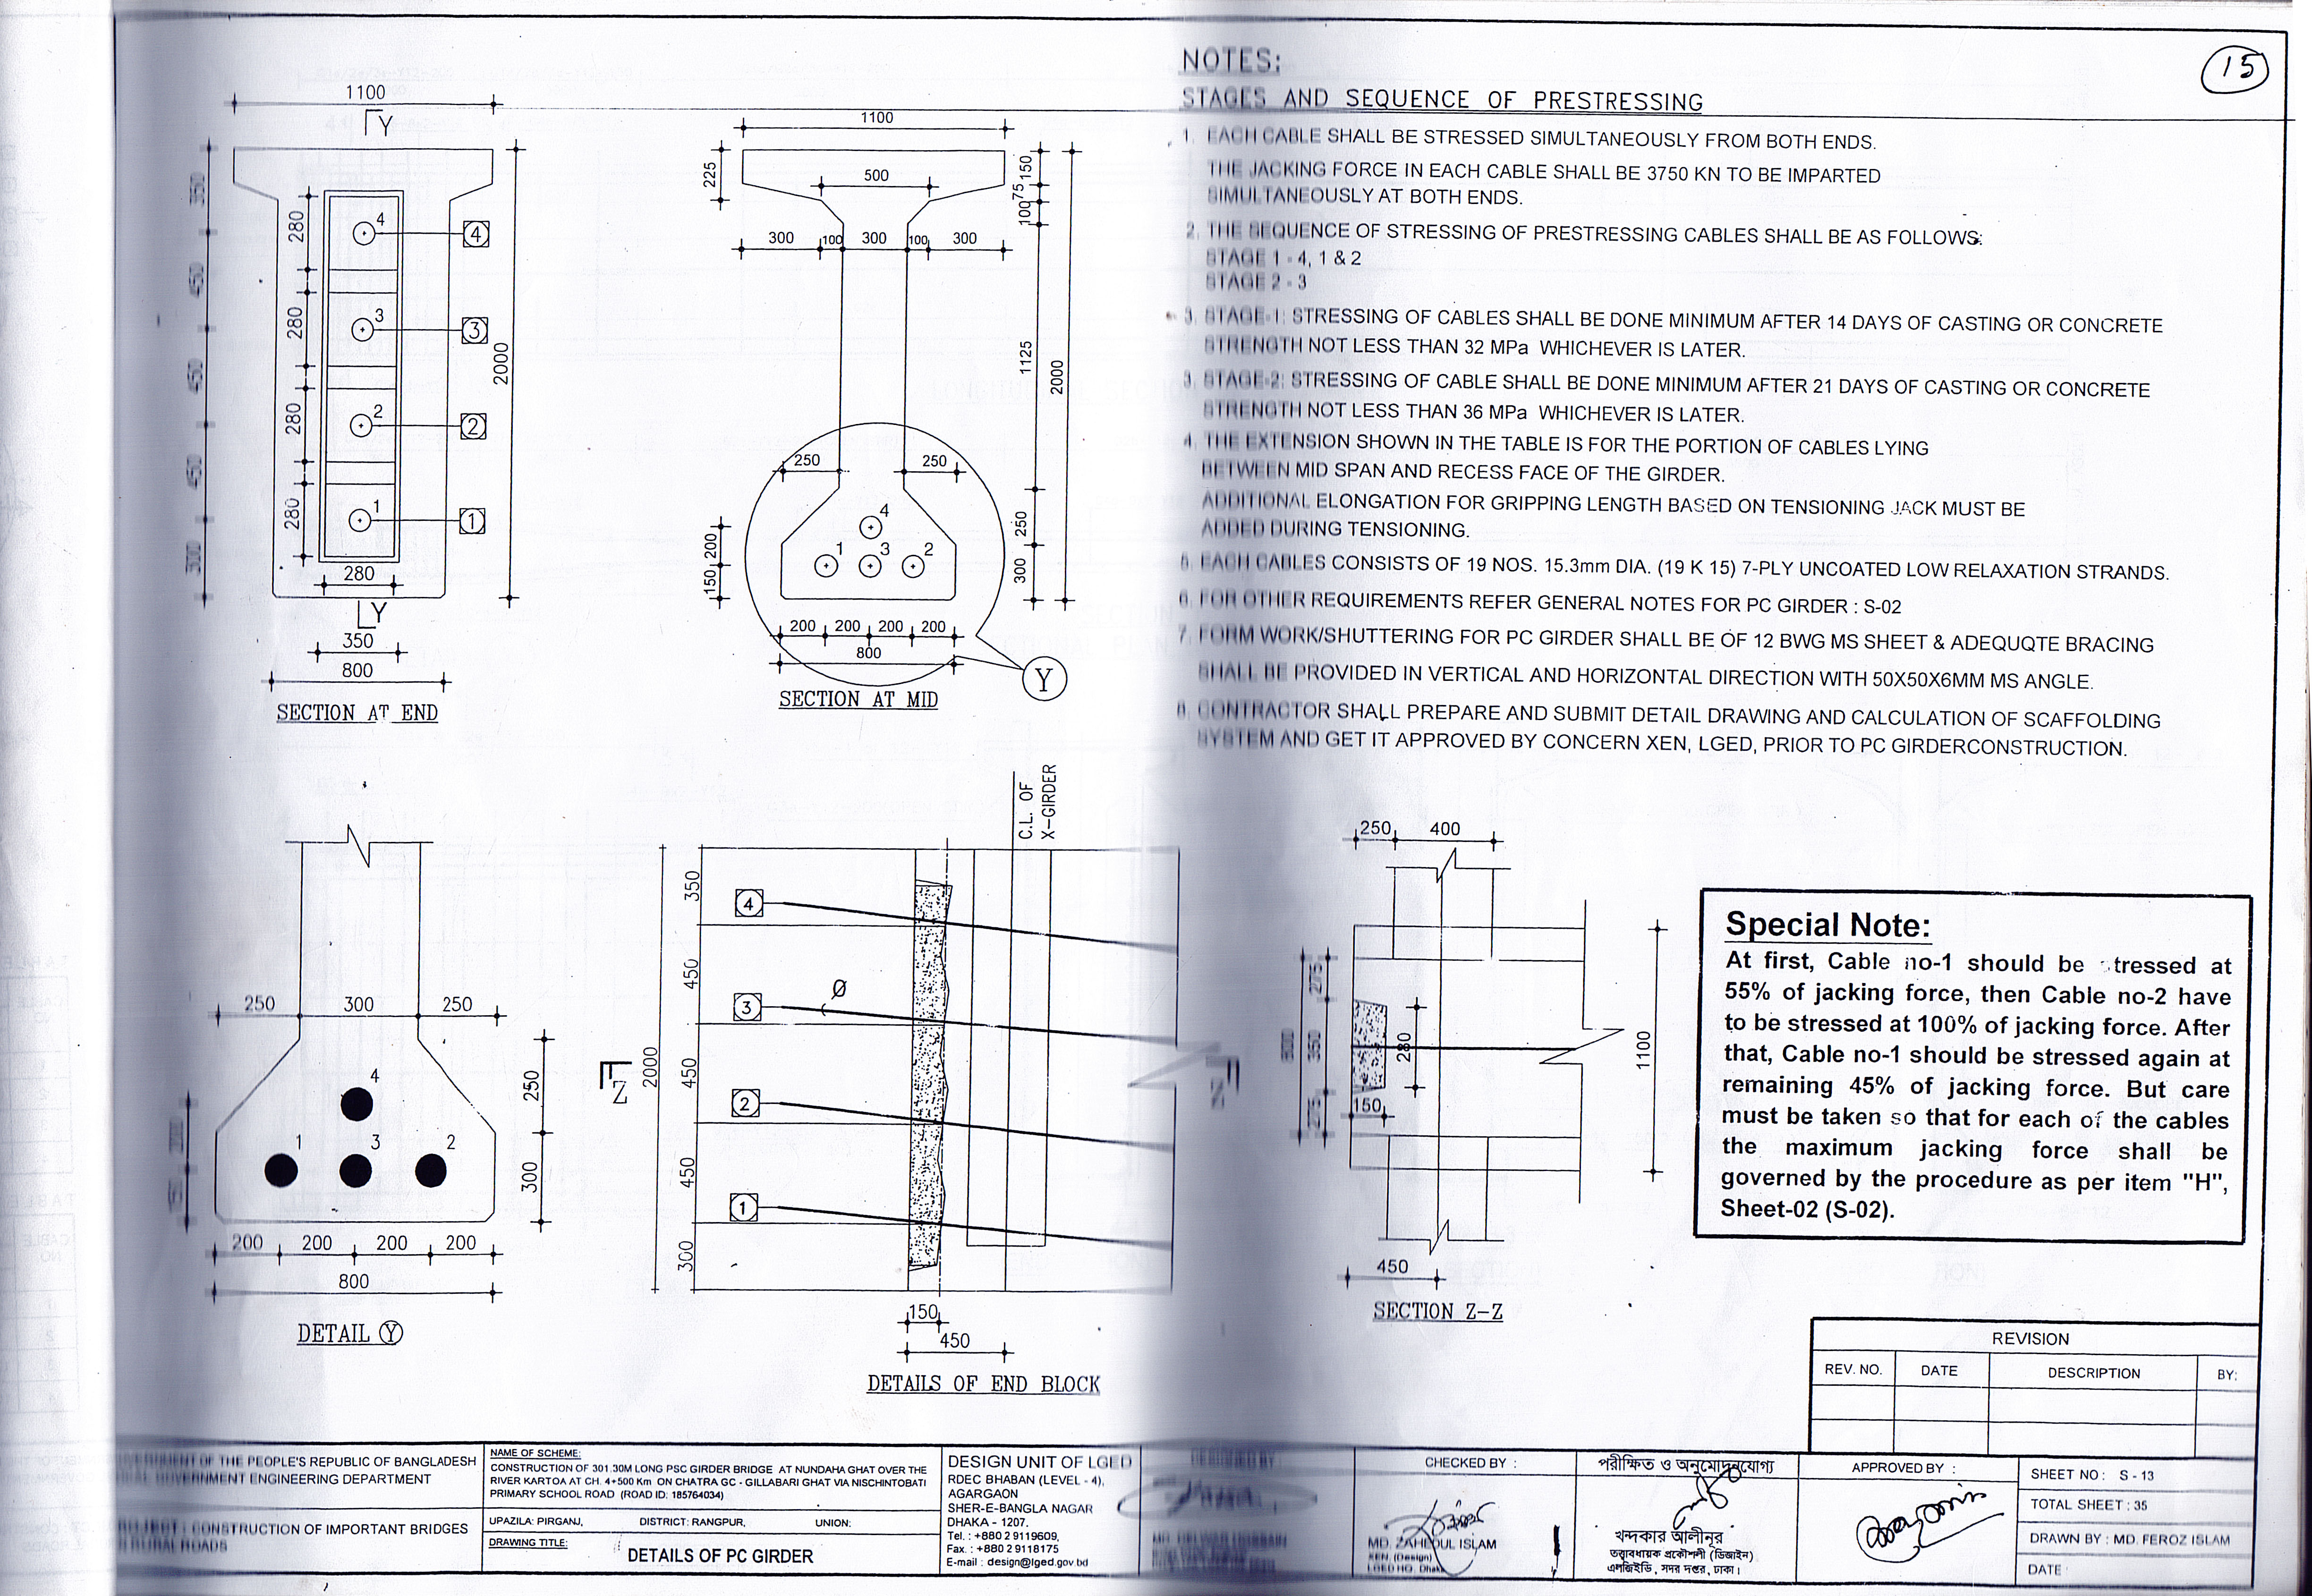 15
NOTES:
STAGES AND SEQUENCE OF PRESTRESSING
1. EACH CABLE SHALL BE STRESSED SIMULTANEOUSLY FROM BOTH ENDS.
THE JACKING FORCE IN EACH CABLE SHALL BE 3750 KN TO BE IMPARTED
SIMULTANEOUSLY AT BOTH ENDS.
2. THE SEQUENCE OF STRESSING OF PRESTRESSING CABLES SHALL BE AS FOLLOWS:
STAGE 1 - 4, 1 & 2
STAGE 2 - 3
3. STAGE-1: STRESSING OF CABLES SHALL BE DONE MINIMUM AFTER 14 DAYS OF CASTING OR CONCRETE
STRENGTH NOT LESS THAN 32 MPa WHICHEVER IS LATER.
3. STAGE-2: STRESSING OF CABLE SHALL BE DONE MINIMUM AFTER 21 DAYS OF CASTING OR CONCRETE
STRENGTH NOT LESS THAN 36 MPa WHICHEVER IS LATER.
4. THE EXTENSION SHOWN IN THE TABLE IS FOR THE PORTION OF CABLES LYING
BETWEEN MID SPAN AND RECESS FACE OF THE GIRDER.
ADDITIONAL ELONGATION FOR GRIPPING LENGTH BASED ON TENSIONING JACK MUST BE
ADDED DURING TENSIONING.
5. EACH CABLES CONSISTS OF 19 NOS. 15.3mm DIA. (19 K 15) 7-PLY UNCOATED LOW RELAXATION STRANDS.
6. FOR OTHER REQUIREMENTS REFER GENERAL NOTES FOR PC GIRDER : S-02
7. FORM WORK/SHUTTERING FOR PC GIRDER SHALL BE OF 12 BWG MS SHEET & ADEQUQTE BRACING
SHALL BE PROVIDED IN VERTICAL AND HORIZONTAL DIRECTION WITH 50X50X6MM MS ANGLE.
8. CONTRACTOR SHALL PREPARE AND SUBMIT DETAIL DRAWING AND CALCULATION OF SCAFFOLDING
SYSTEM AND GET IT APPROVED BY CONCERN XEN, LGED, PRIOR TO PC GIRDERCONSTRUCTION.
1100
Y
350
450
450
450
300
280
280
280
280
4
3
2
1
4
3
2
1
2000
280
Y
350
800
SECTION AT END
1100
225
500
150
75
100
300 100 300 100 300
1125
2000
250 250
4
1 3 2
200
150
250
300
200 200 200 200
800
Y
SECTION AT MID
250 300 250
4
1 3 2
250
300
200 200 200 200
800
DETAIL Y
C.L. OF
X-GIRDER
350
450
450
450
300
2000
4
3
Ø
2
1
Z
Z
150
450
DETAILS OF END BLOCK
250 400
275
350
275
280
150
1100
450
SECTION Z-Z
Special Note:
At first, Cable no-1 should be stressed at
55% of jacking force, then Cable no-2 have
to be stressed at 100% of jacking force. After
that, Cable no-1 should be stressed again at
remaining 45% of jacking force. But care
must be taken so that for each of the cables
the maximum jacking force shall be
governed by the procedure as per item "H",
Sheet-02 (S-02).
REVISION
REV. NO. DATE DESCRIPTION BY:
GOVERNMENT OF THE PEOPLE'S REPUBLIC OF BANGLADESH
LOCAL GOVERNMENT ENGINEERING DEPARTMENT
PROJECT : CONSTRUCTION OF IMPORTANT BRIDGES
RURAL ROADS
NAME OF SCHEME:
CONSTRUCTION OF 301.30M LONG PSC GIRDER BRIDGE AT NUNDAHA GHAT OVER THE
RIVER KARTOA AT CH. 4+500 Km ON CHATRA GC - GILLABARI GHAT VIA NISCHINTOBATI
PRIMARY SCHOOL ROAD (ROAD ID: 185764034)
UPAZILA: PIRGANJ, DISTRICT: RANGPUR, UNION:
DRAWING TITLE:
DETAILS OF PC GIRDER
DESIGN UNIT OF LGED
RDEC BHABAN (LEVEL - 4),
AGARGAON
SHER-E-BANGLA NAGAR
DHAKA - 1207.
Tel. : +880 2 9119609,
Fax. : +880 2 9118175
E-mail : design@lged.gov.bd
DESIGNED BY :
CHECKED BY :
MD. ZAHEDUL ISLAM
XEN. (Design)
LGED HQ. Dhaka
পরীক্ষিত ও অনুমোদনযোগ্য
খন্দকার আলীনূর
তত্ত্বাবধায়ক প্রকৌশলী (ডিজাইন)
এলজিইডি, সদর দপ্তর, ঢাকা।
APPROVED BY :
SHEET NO : S - 13
TOTAL SHEET : 35
DRAWN BY : MD. FEROZ ISLAM
DATE